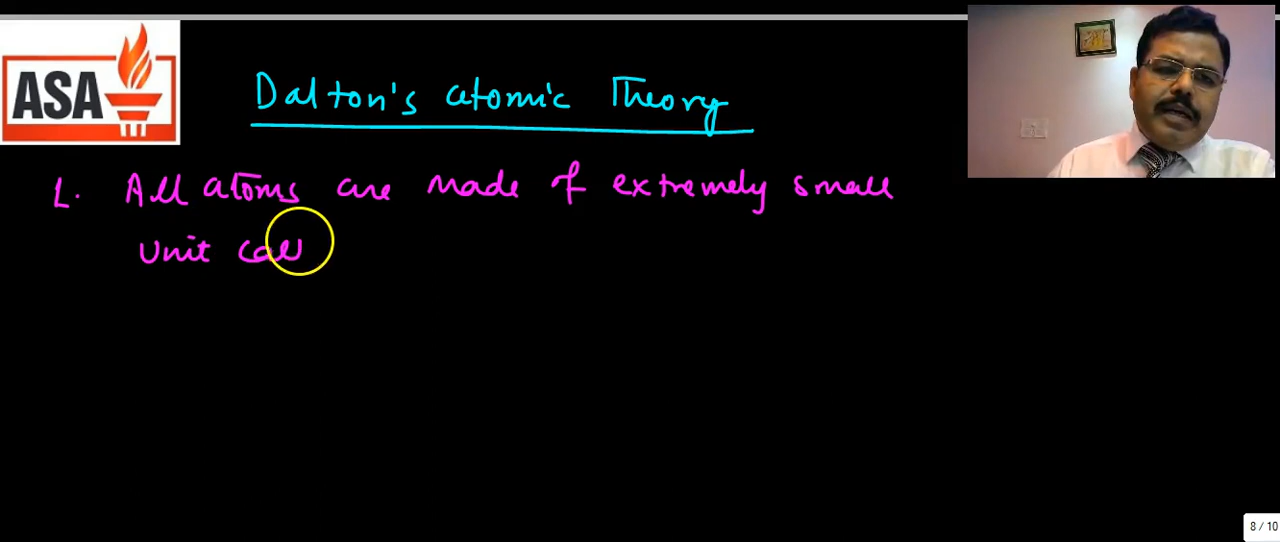 ASA
Dalton's atomic Theory
1. All atoms are made of extremely small
Unit call
8 / 10